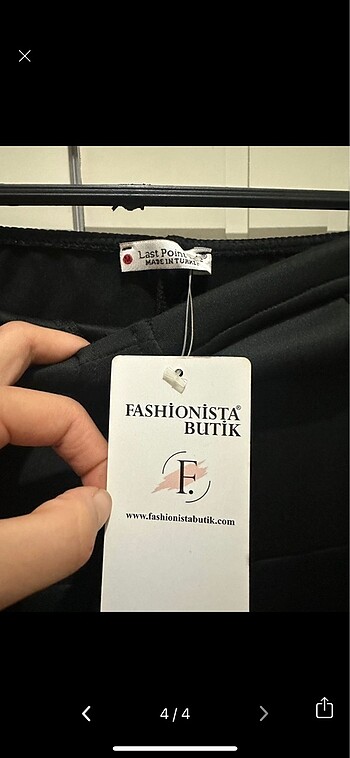 Last Point
MADE IN TURKEY
FASHiONiSTA®
BUTiK
F.
www.fashionistabutik.com
4 / 4